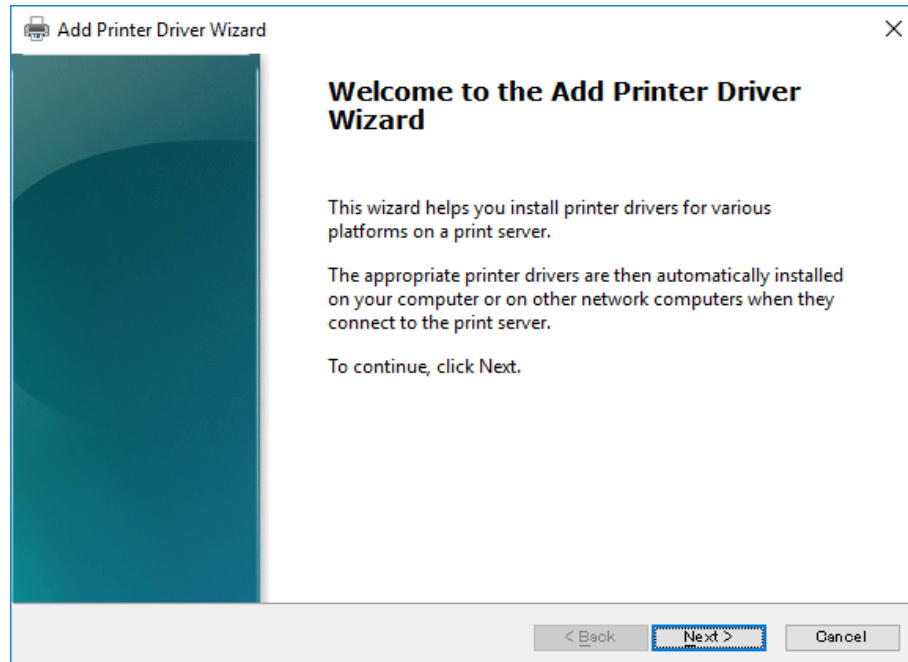 Add Printer Driver Wizard
Welcome to the Add Printer Driver
Wizard
This wizard helps you install printer drivers for various
platforms on a print server.
The appropriate printer drivers are then automatically installed
on your computer or on other network computers when they
connect to the print server.
To continue, click Next.
< Back Next > Cancel